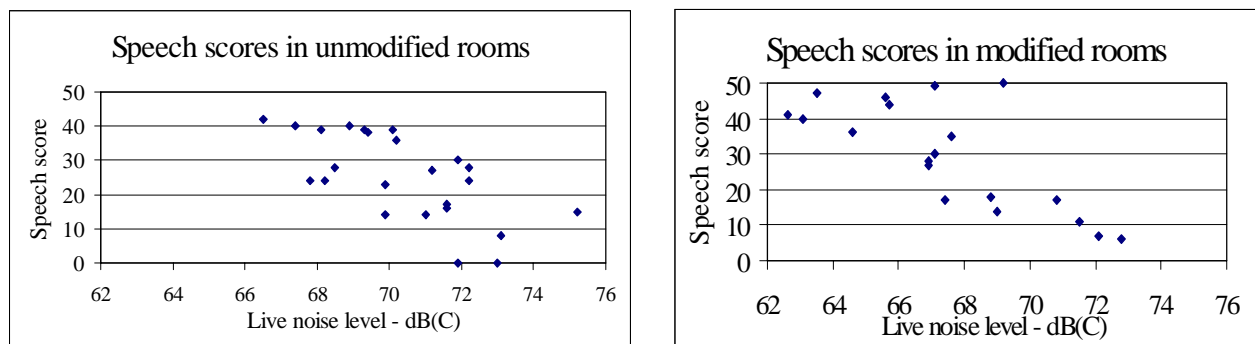 Speech scores in unmodified rooms
Speech score
50
40
30
20
10
0
62 64 66 68 70 72 74 76
Live noise level - dB(C)
Speech scores in modified rooms
Speech score
50
40
30
20
10
0
62 64 66 68 70 72 74 76
Live noise level - dB(C)